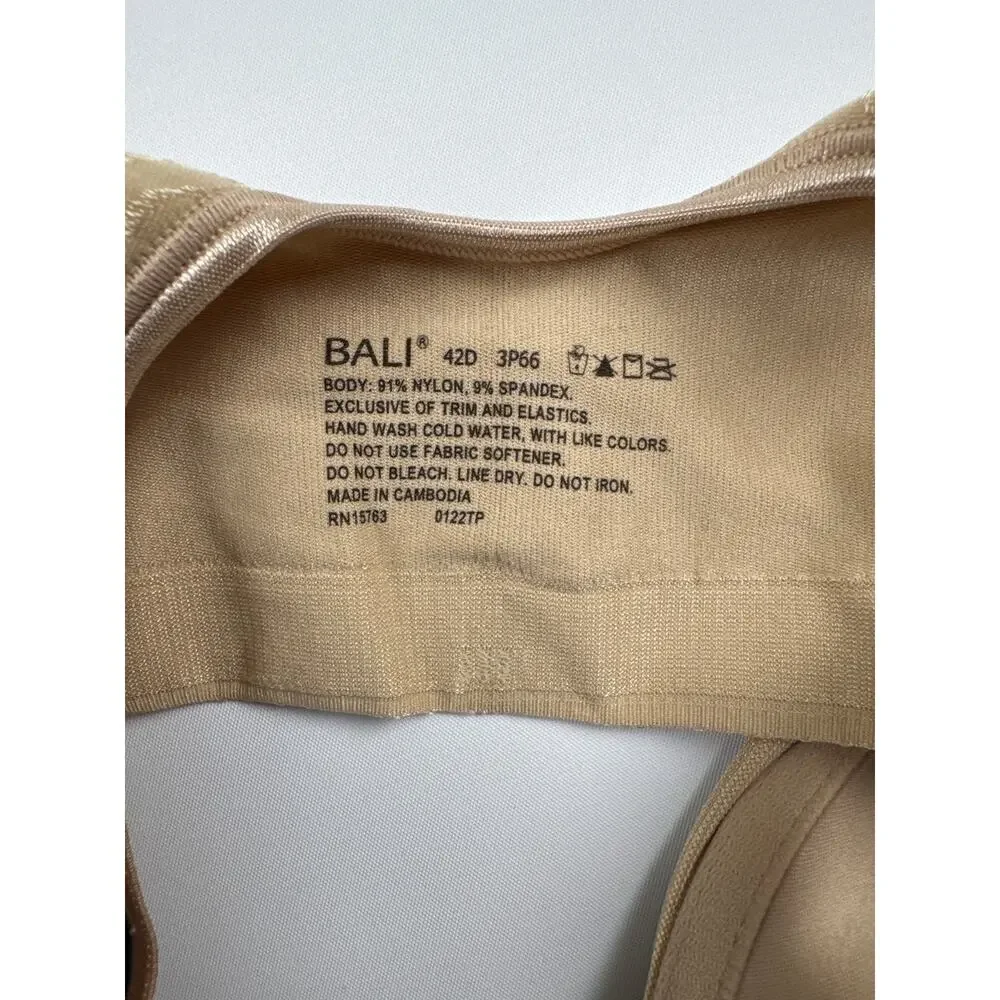 BALI® 42D 3P66
BODY: 91% NYLON, 9% SPANDEX.
EXCLUSIVE OF TRIM AND ELASTICS.
HAND WASH COLD WATER, WITH LIKE COLORS.
DO NOT USE FABRIC SOFTENER.
DO NOT BLEACH. LINE DRY. DO NOT IRON.
MADE IN CAMBODIA
RN15763 0122TP